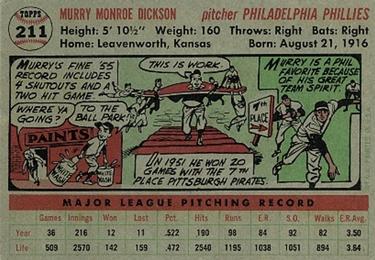 TOPPS
211
MURRY MONROE DICKSON pitcher PHILADELPHIA PHILLIES
Height: 5' 10½" Weight: 160 Throws: Right Bats: Right
Home: Leavenworth, Kansas Born: August 21, 1916
MURRY'S FINE '55
RECORD INCLUDES
4 SHUTOUTS AND A
TWO HIT GAME.
WHERE YA
GOING?
TO THE
BALL PARK!
PAINTS
WHITE
WASH
WHITE
WASH
THIS IS
WORK.
IN 1951 HE WON 20
GAMES WITH THE 7TH
PLACE PITTSBURGH PIRATES.
MURRY IS A PHIL
FAVORITE BECAUSE
OF HIS GREAT
TEAM SPIRIT.
7TH
PLACE
MAJOR LEAGUE PITCHING RECORD
Games Innings Won Lost Pct. Hits Runs E.R. S.O. Walks E.R.Avg.
Year 36 216 12 11 .522 190 98 84 92 82 3.50
Life 509 2570 142 159 .472 2540 1195 1038 1051 894 3.64